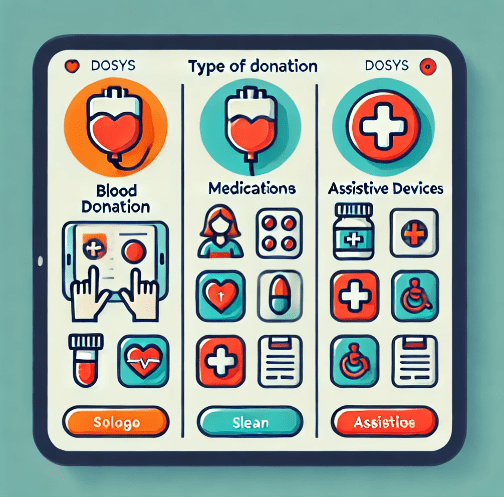 DOSYS Type of donation DOSYS
Blood
Donation
Medications
Assistive Devices
Sologo
Slean
Assistios